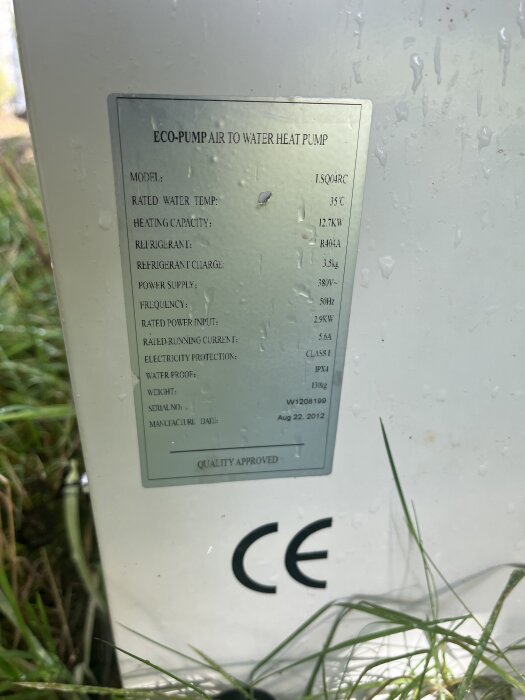 ECO-PUMP AIR TO WATER HEAT PUMP
MODEL: LSQ04RC
RATED WATER TEMP: 35℃
HEATING CAPACITY: 12.7KW
REFRIGERANT: R404A
REFRIGERANT CHARGE: 3.5kg
POWER SUPPLY: 380V~
FREQUENCY: 50Hz
RATED POWER INPUT: 2.9KW
RATED RUNNING CURRENT: 5.6A
ELECTRICITY PROTECTION: CLASS I
WATER PROOF: IPX4
WEIGHT: 130kg
SERIAL NO: W1208199
MANUFACTURE DATE: Aug 22, 2012
QUALITY APPROVED
CE